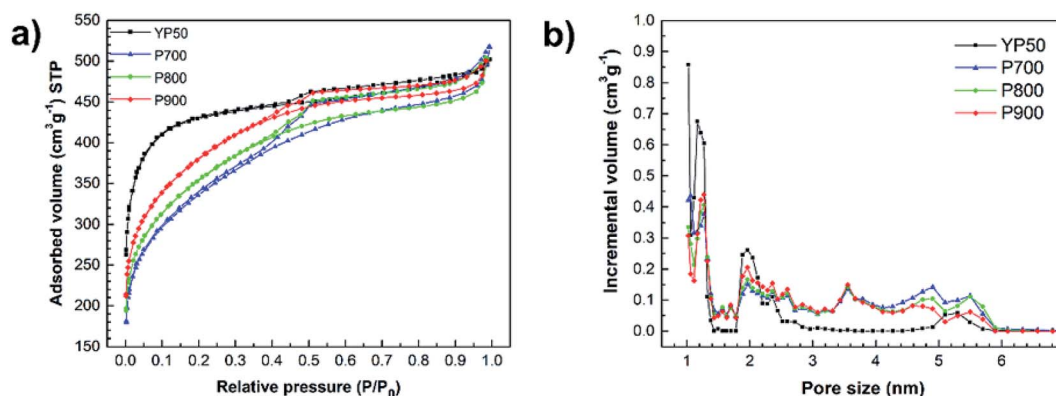 a)
YP50
P700
P800
P900
550
500
450
400
350
300
250
200
150
0.0 0.1 0.2 0.3 0.4 0.5 0.6 0.7 0.8 0.9 1.0
Adsorbed volume (cm³g⁻¹) STP
Relative pressure (P/P₀)
b)
YP50
P700
P800
P900
1.0
0.9
0.8
0.7
0.6
0.5
0.4
0.3
0.2
0.1
0.0
1 2 3 4 5 6
Incremental volume (cm³g⁻¹)
Pore size (nm)